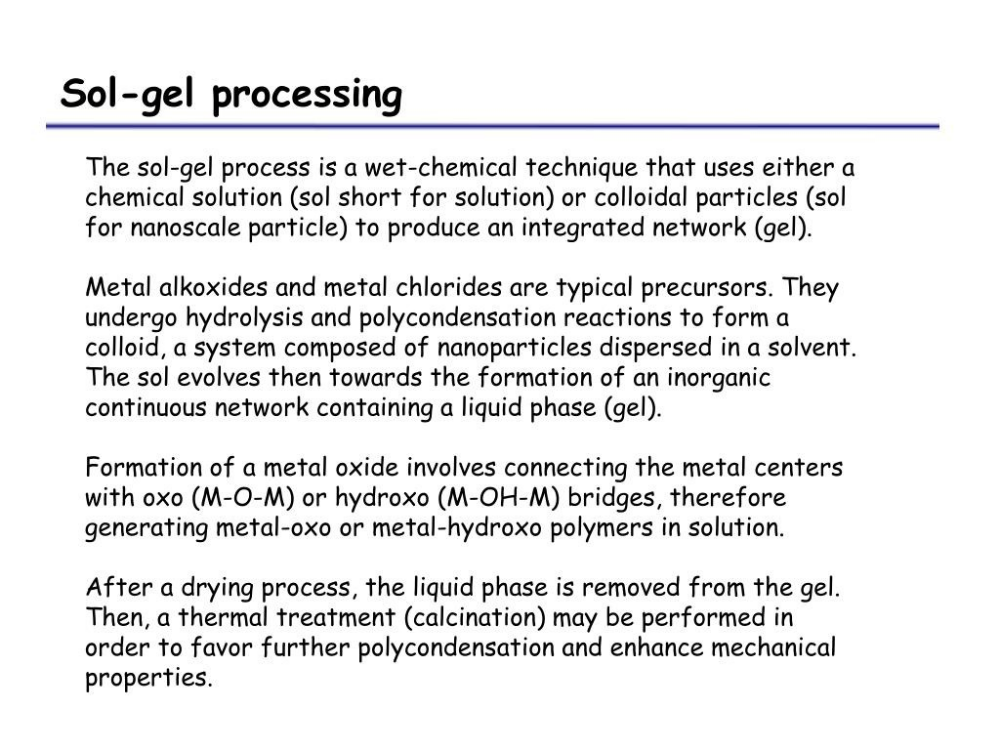 Sol-gel processing
The sol-gel process is a wet-chemical technique that uses either a
chemical solution (sol short for solution) or colloidal particles (sol
for nanoscale particle) to produce an integrated network (gel).
Metal alkoxides and metal chlorides are typical precursors. They
undergo hydrolysis and polycondensation reactions to form a
colloid, a system composed of nanoparticles dispersed in a solvent.
The sol evolves then towards the formation of an inorganic
continuous network containing a liquid phase (gel).
Formation of a metal oxide involves connecting the metal centers
with oxo (M-O-M) or hydroxo (M-OH-M) bridges, therefore
generating metal-oxo or metal-hydroxo polymers in solution.
After a drying process, the liquid phase is removed from the gel.
Then, a thermal treatment (calcination) may be performed in
order to favor further polycondensation and enhance mechanical
properties.